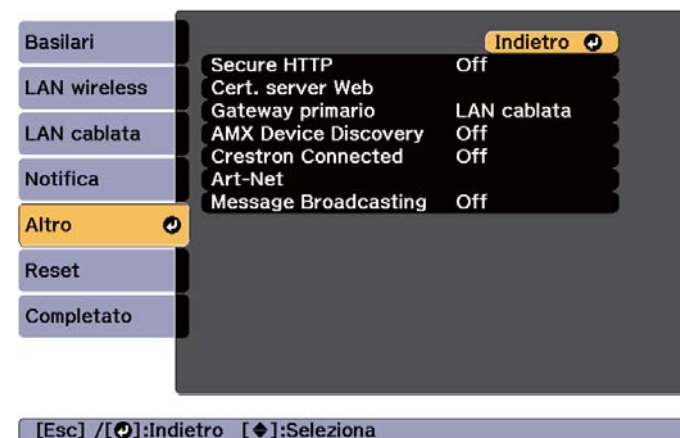 Basilari
LAN wireless
LAN cablata
Notifica
Altro
Reset
Completato
Indietro
Secure HTTP Off
Cert. server Web
Gateway primario LAN cablata
AMX Device Discovery Off
Crestron Connected Off
Art-Net
Message Broadcasting Off
[Esc] /[⏎]:Indietro [◆]:Seleziona